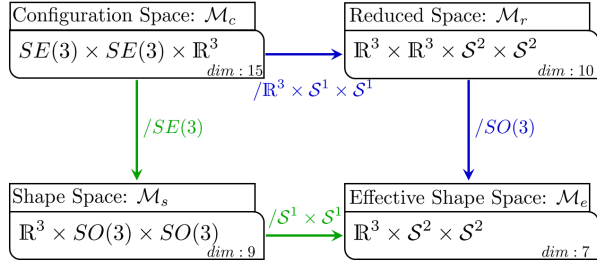 Configuration Space: ℳ_c
SE(3) × SE(3) × ℝ³
dim : 15
Reduced Space: ℳ_r
ℝ³ × ℝ³ × 𝒮² × 𝒮²
dim : 10
/ℝ³ × 𝒮¹ × 𝒮¹
/SE(3)
/SO(3)
Shape Space: ℳ_s
ℝ³ × SO(3) × SO(3)
dim : 9
/𝒮¹ × 𝒮¹
Effective Shape Space: ℳ_e
ℝ³ × 𝒮² × 𝒮²
dim : 7